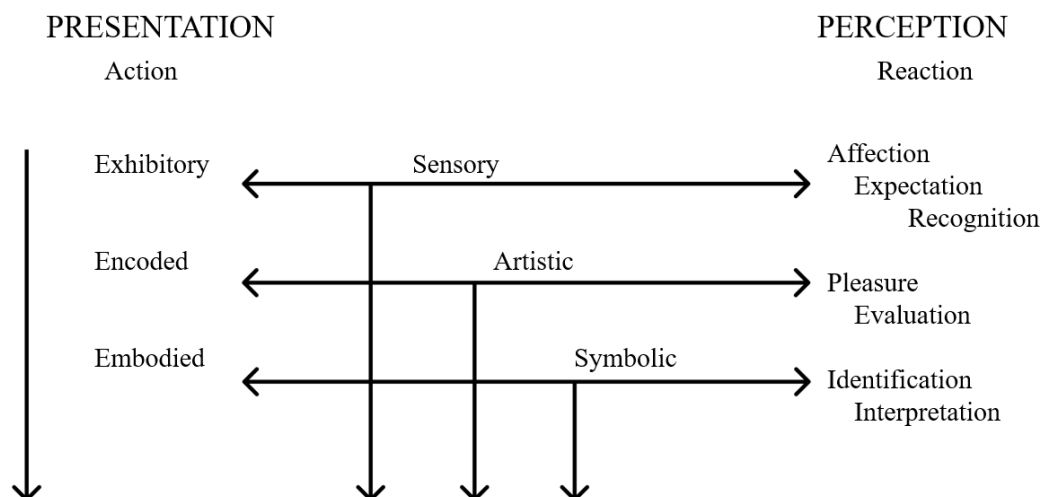 PRESENTATION
PERCEPTION
Action
Reaction
Exhibitory
Sensory
Affection
Expectation
Recognition
Encoded
Artistic
Pleasure
Evaluation
Embodied
Symbolic
Identification
Interpretation